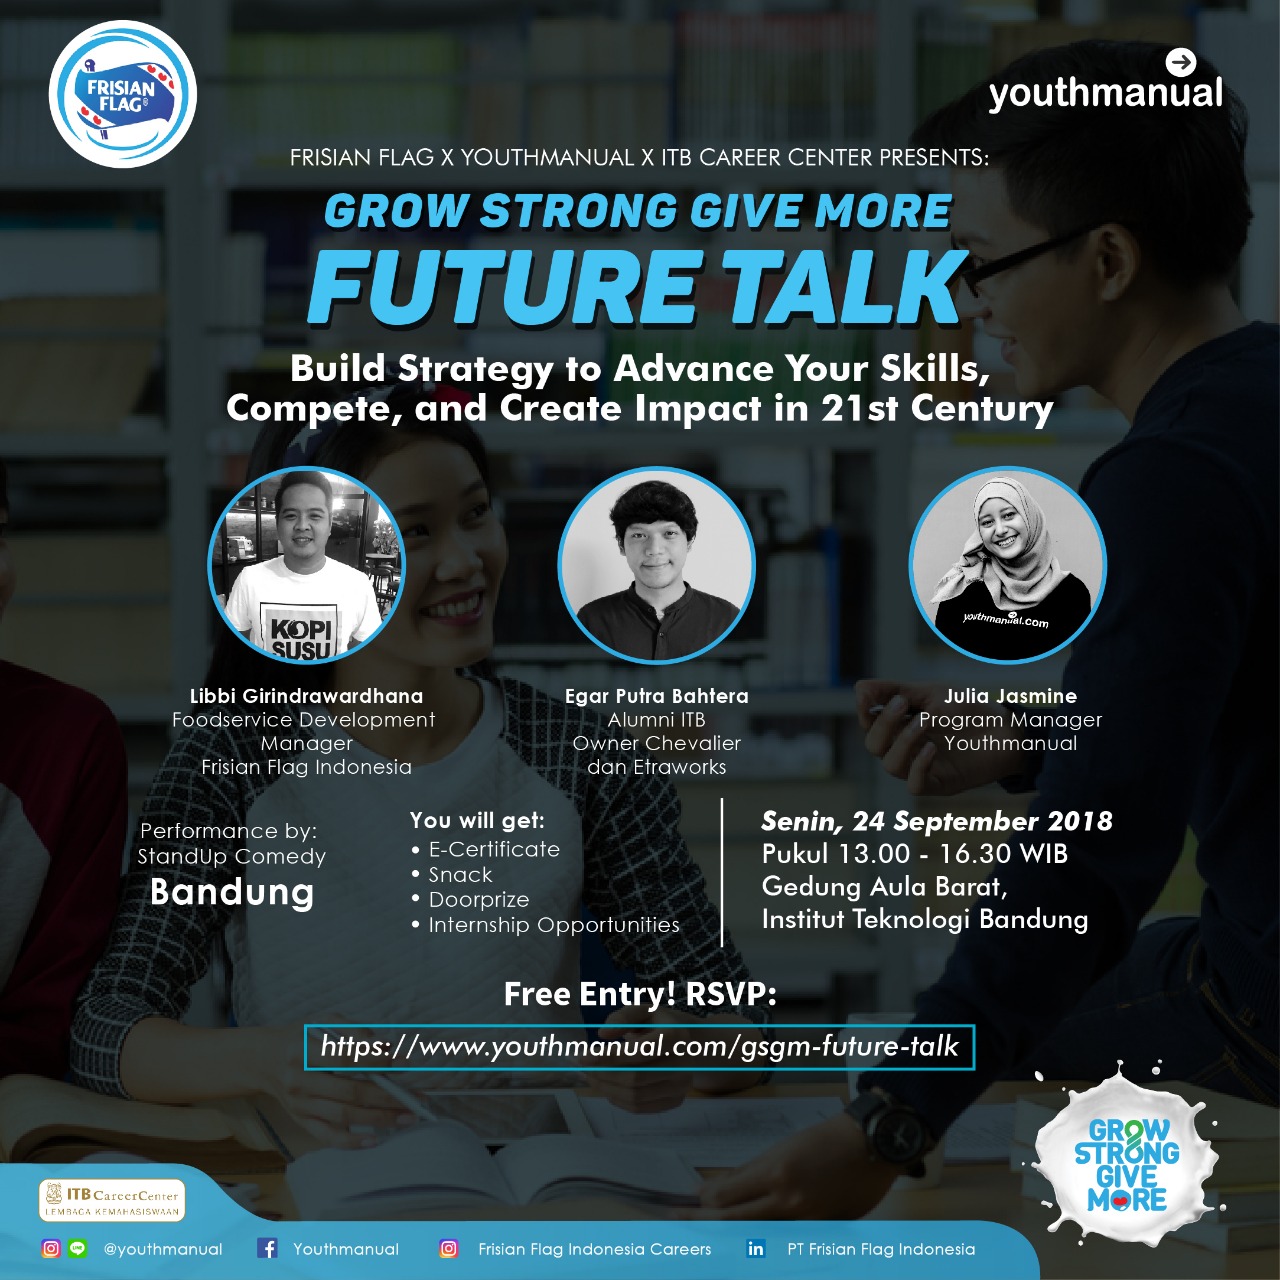 FRISIAN
FLAG®
youthmanual
FRISIAN FLAG X YOUTHMANUAL X ITB CAREER CENTER PRESENTS:
GROW STRONG GIVE MORE
FUTURE TALK
Build Strategy to Advance Your Skills,
Compete, and Create Impact in 21st Century
KOPI
SUSU
youthmanual.com
Libbi Girindrawardhana
Foodservice Development
Manager
Frisian Flag Indonesia
Egar Putra Bahtera
Alumni ITB
Owner Chevalier
dan Etraworks
Julia Jasmine
Program Manager
Youthmanual
Performance by:
StandUp Comedy
Bandung
You will get:
• E-Certificate
• Snack
• Doorprize
• Internship Opportunities
Senin, 24 September 2018
Pukul 13.00 - 16.30 WIB
Gedung Aula Barat,
Institut Teknologi Bandung
Free Entry! RSVP:
https://www.youthmanual.com/gsgm-future-talk
GROW
STRONG
GIVE
MORE
ITB CareerCenter
LEMBAGA KEMAHASISWAAN
LINE @youthmanual
Youthmanual
Frisian Flag Indonesia Careers
in PT Frisian Flag Indonesia